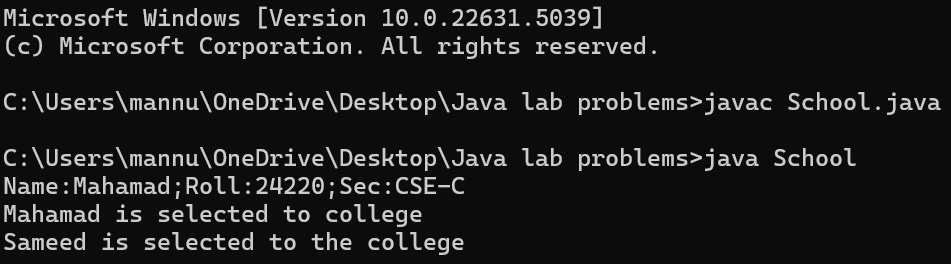 Microsoft Windows [Version 10.0.22631.5039]
(c) Microsoft Corporation. All rights reserved.
C:\Users\mannu\OneDrive\Desktop\Java lab problems>javac School.java
C:\Users\mannu\OneDrive\Desktop\Java lab problems>java School
Name:Mahamad;Roll:24220;Sec:CSE-C
Mahamad is selected to college
Sameed is selected to the college